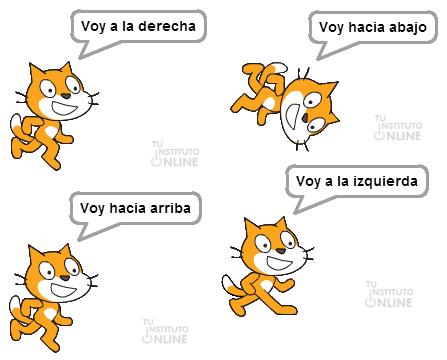 Voy a la derecha
Voy hacia abajo
TU
INSTITUTO
ONLINE
TU
INSTITUTO
ONLINE
Voy hacia arriba
Voy a la izquierda
TU
INSTITUTO
ONLINE
TU
INSTITUTO
ONLINE